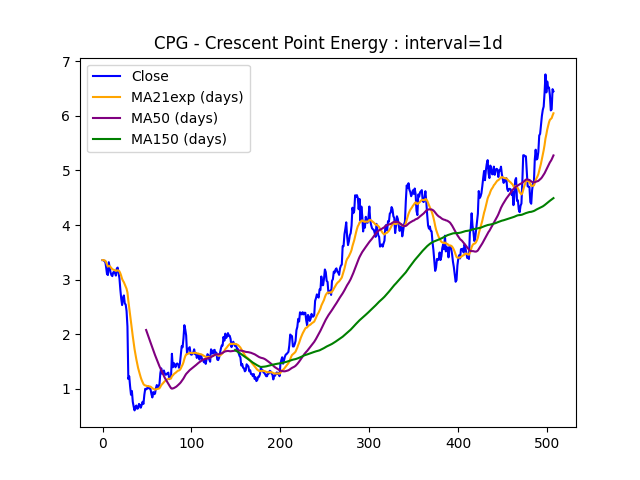 CPG - Crescent Point Energy : interval=1d
Close
MA21exp (days)
MA50 (days)
MA150 (days)
7
6
5
4
3
2
1
0 100 200 300 400 500